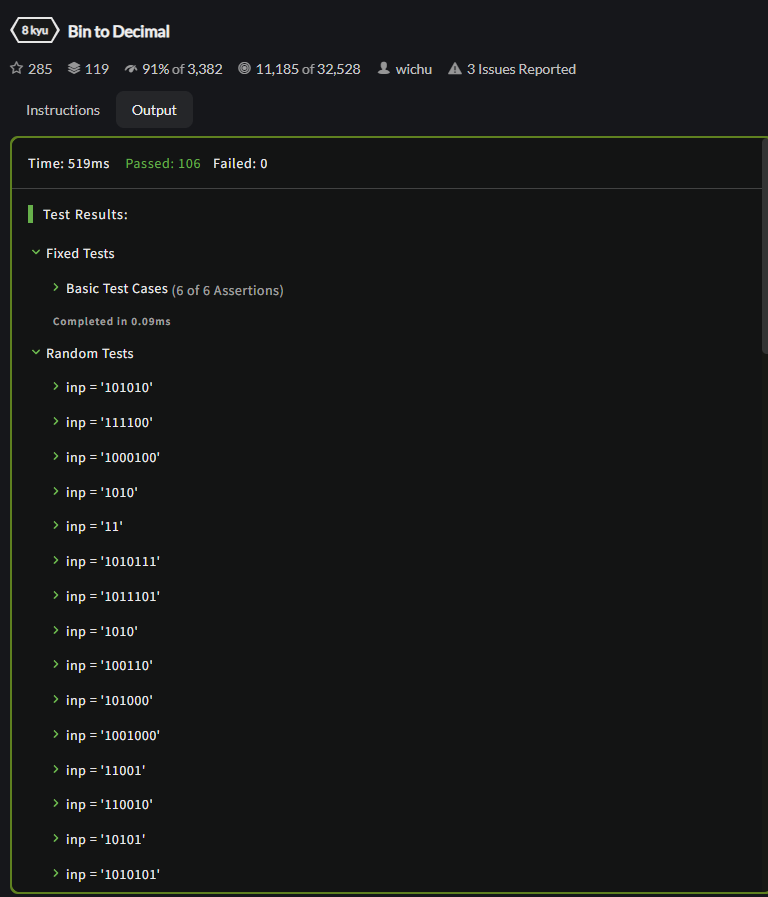 8 kyu Bin to Decimal
285 119 91% of 3,382 11,185 of 32,528 wichu 3 Issues Reported
Instructions Output
Time: 519ms Passed: 106 Failed: 0
Test Results:
Fixed Tests
Basic Test Cases (6 of 6 Assertions)
Completed in 0.09ms
Random Tests
inp = '101010'
inp = '111100'
inp = '1000100'
inp = '1010'
inp = '11'
inp = '1010111'
inp = '1011101'
inp = '1010'
inp = '100110'
inp = '101000'
inp = '1001000'
inp = '11001'
inp = '110010'
inp = '10101'
inp = '1010101'